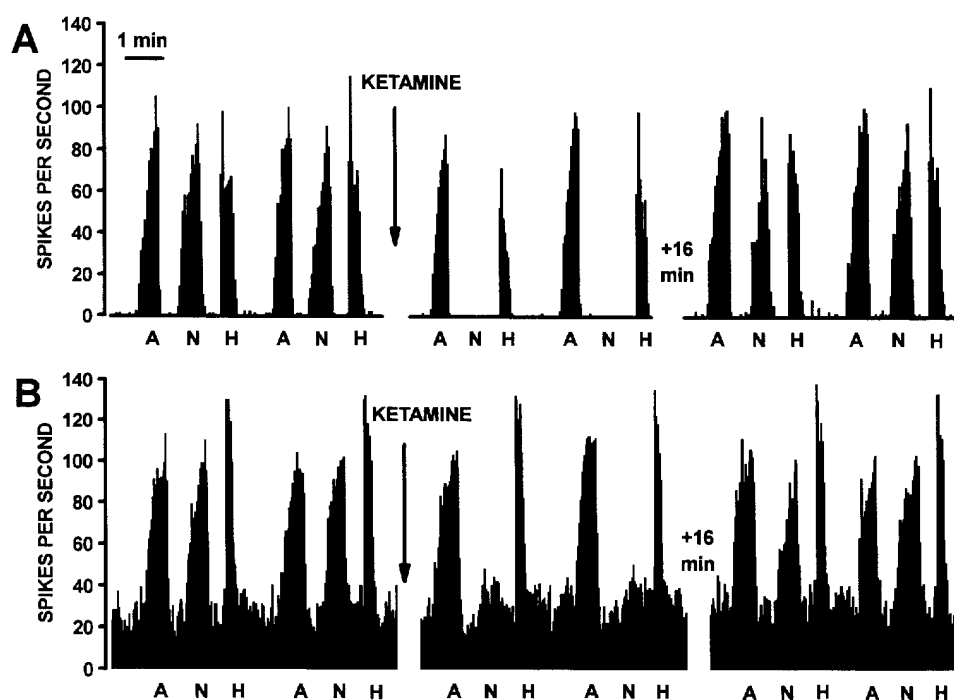 A
SPIKES PER SECOND
140
120
100
80
60
40
20
0
1 min
KETAMINE
+16
min
A N H A N H A N H A N H A N H A N H
B
SPIKES PER SECOND
140
120
100
80
60
40
20
0
KETAMINE
+16
min
A N H A N H A N H A N H A N H A N H